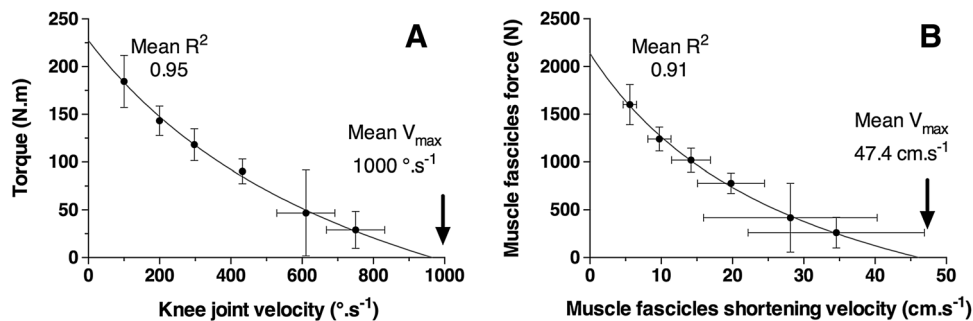 A
Mean R²
0.95
Mean Vmax
1000 °.s⁻¹
Torque (N.m)
250
200
150
100
50
0
0 200 400 600 800 1000
Knee joint velocity (°.s⁻¹)
B
Mean R²
0.91
Mean Vmax
47.4 cm.s⁻¹
Muscle fascicles force (N)
2500
2000
1500
1000
500
0
0 10 20 30 40 50
Muscle fascicles shortening velocity (cm.s⁻¹)